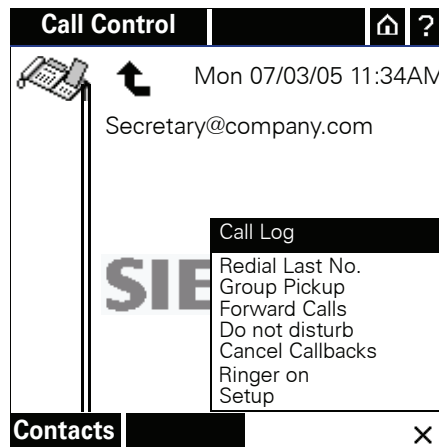 Call Control ?
Mon 07/03/05 11:34AM
Secretary@company.com
Call Log
SIE
Redial Last No.
Group Pickup
Forward Calls
Do not disturb
Cancel Callbacks
Ringer on
Setup
Contacts